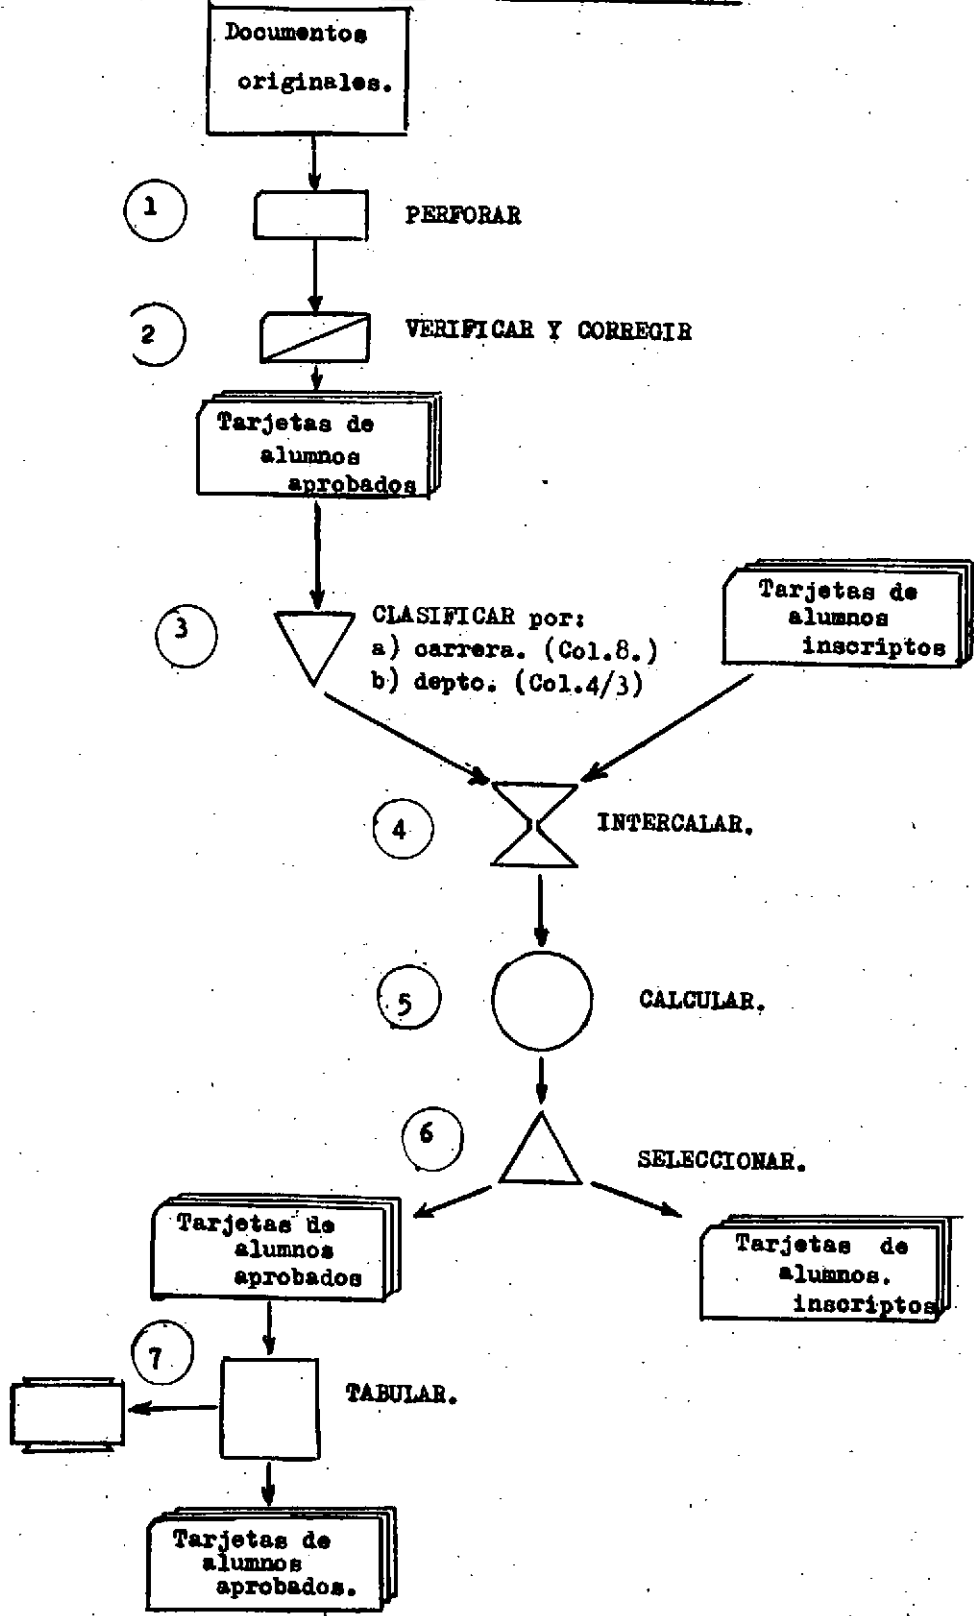 Documentos
originales.
1
PERFORAR
2
VERIFICAR Y CORREGIR
Tarjetas de
alumnos
aprobados
3
CLASIFICAR por:
a) carrera. (Col.8.)
b) depto. (Col.4/3)
Tarjetas de
alumnos
inscriptos
4
INTERCALAR.
5
CALCULAR.
6
SELECCIONAR.
Tarjetas de
alumnos
aprobados
Tarjetas de
alumnos.
inscriptos
7
TABULAR.
Tarjetas de
alumnos
aprobados.